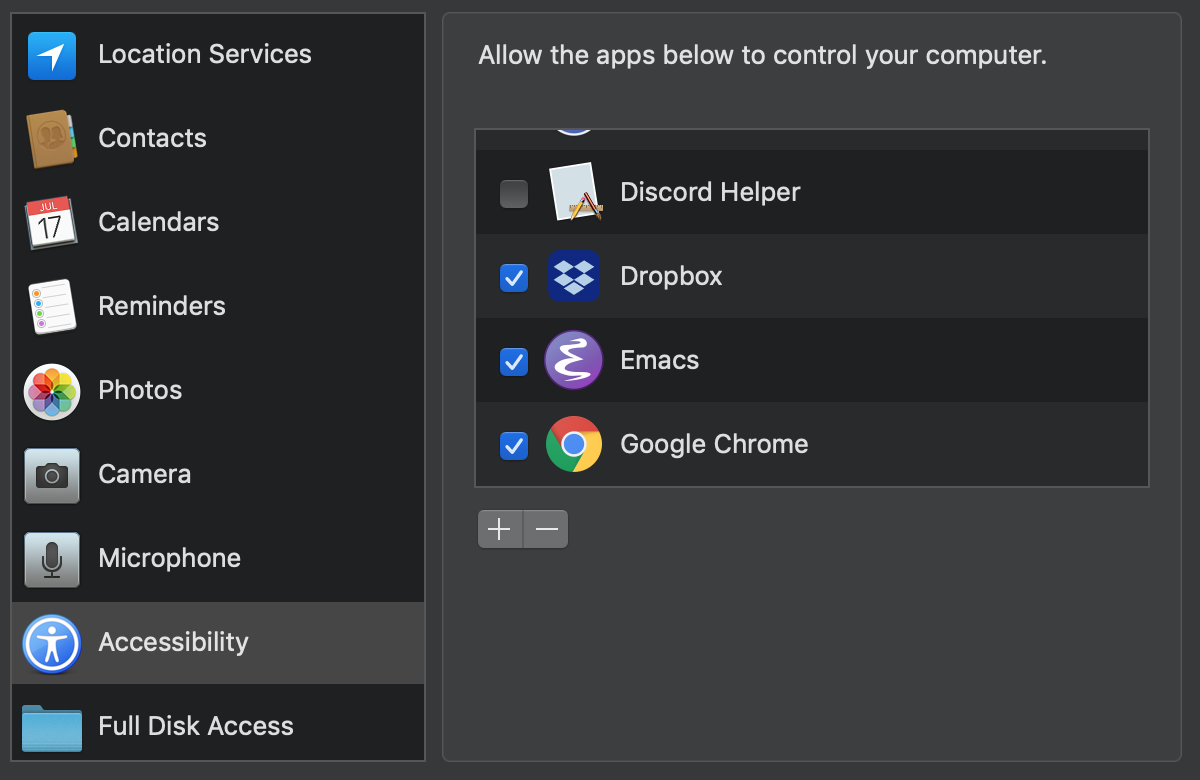 Location Services
Contacts
JUL
17
Calendars
Reminders
Photos
Camera
Microphone
Accessibility
Full Disk Access
Allow the apps below to control your computer.
Discord Helper
Dropbox
Emacs
Google Chrome